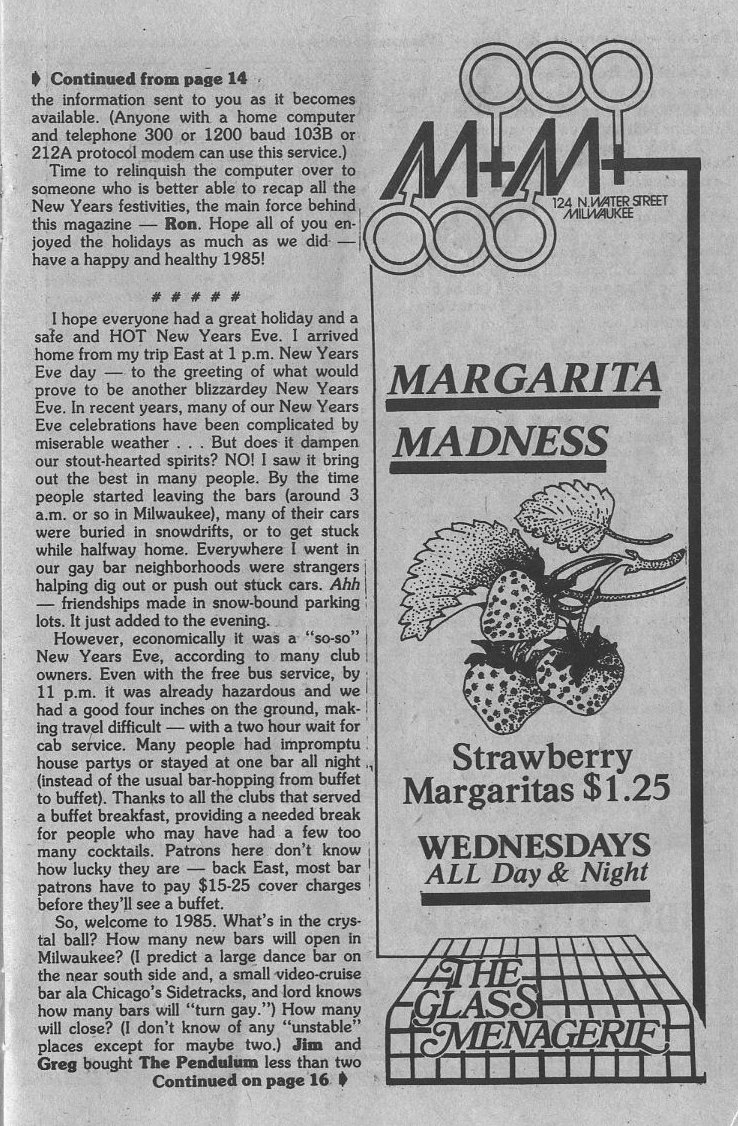 Continued from page 14
the information sent to you as it becomes
available. (Anyone with a home computer
and telephone 300 or 1200 baud 103B or
212A protocol modem can use this service.)
Time to relinquish the computer over to
someone who is better able to recap all the
New Years festivities, the main force behind
this magazine — Ron. Hope all of you en-
joyed the holidays as much as we did —
have a happy and healthy 1985!
# # # # #
I hope everyone had a great holiday and a
safe and HOT New Years Eve. I arrived
home from my trip East at 1 p.m. New Years
Eve day — to the greeting of what would
prove to be another blizzardey New Years
Eve. In recent years, many of our New Years
Eve celebrations have been complicated by
miserable weather . . . But does it dampen
our stout-hearted spirits? NO! I saw it bring
out the best in many people. By the time
people started leaving the bars (around 3
a.m. or so in Milwaukee), many of their cars
were buried in snowdrifts, or to get stuck
while halfway home. Everywhere I went in
our gay bar neighborhoods were strangers
halping dig out or push out stuck cars. Ahh
— friendships made in snow-bound parking
lots. It just added to the evening.
However, economically it was a “so-so”
New Years Eve, according to many club
owners. Even with the free bus service, by
11 p.m. it was already hazardous and we
had a good four inches on the ground, mak-
ing travel difficult — with a two hour wait for
cab service. Many people had impromptu
house partys or stayed at one bar all night
(instead of the usual bar-hopping from buffet
to buffet). Thanks to all the clubs that served
a buffet breakfast, providing a needed break
for people who may have had a few too
many cocktails. Patrons here don’t know
how lucky they are — back East, most bar
patrons have to pay $15-25 cover charges
before they’ll see a buffet.
So, welcome to 1985. What’s in the crys-
tal ball? How many new bars will open in
Milwaukee? (I predict a large dance bar on
the near south side and, a small video-cruise
bar ala Chicago’s Sidetracks, and lord knows
how many bars will “turn gay.”) How many
will close? (I don’t know of any “unstable”
places except for maybe two.) Jim and
Greg bought The Pendulum less than two
Continued on page 16
M+M+
124 N. WATER STREET
MILWAUKEE
MARGARITA
MADNESS
Strawberry
Margaritas $1.25
WEDNESDAYS
ALL Day & Night
THE
GLASS
MENAGERIE